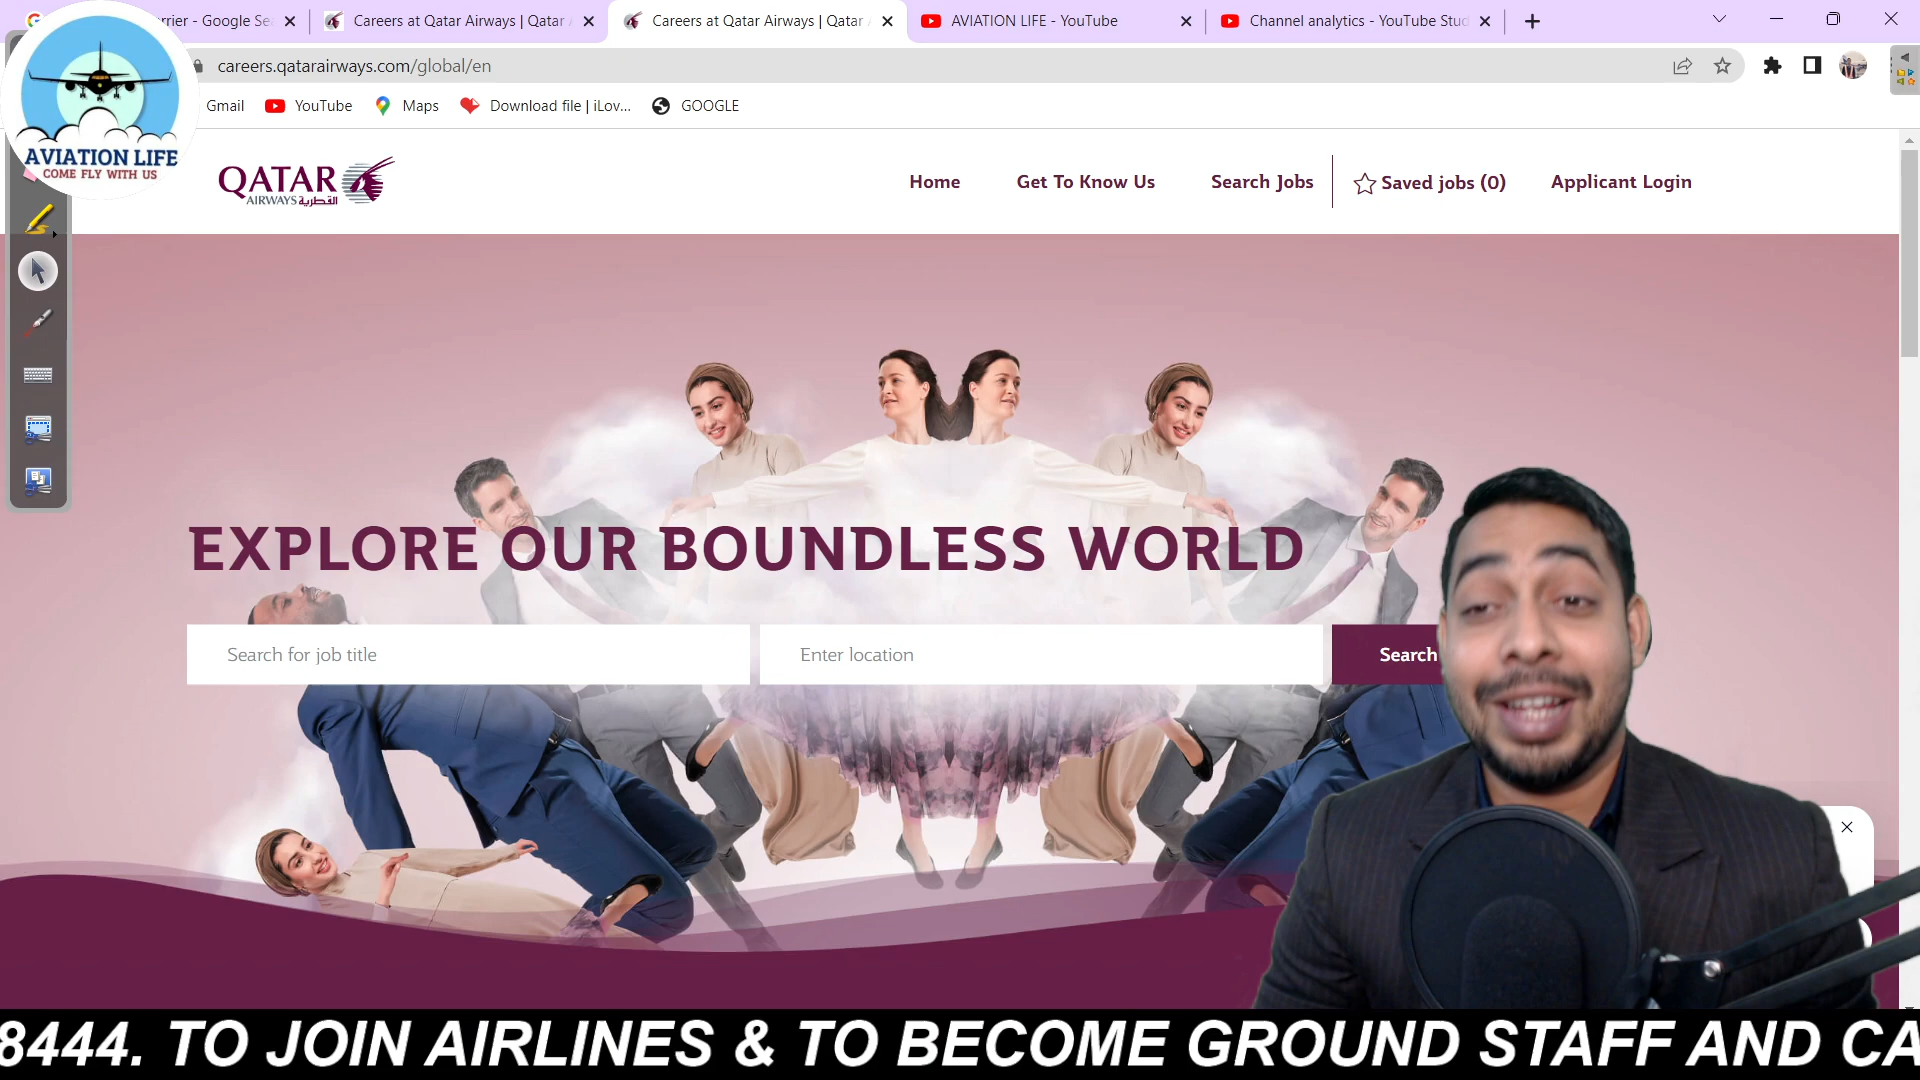 rrier - Google Se
Careers at Qatar Airways | Qatar
Careers at Qatar Airways | Qatar
AVIATION LIFE - YouTube
Channel analytics - YouTube Stud
careers.qatarairways.com/global/en
Gmail
YouTube
Maps
Download file | iLov...
GOOGLE
AVIATION LIFE
COME FLY WITH US
QATAR
AIRWAYS القطرية
Home
Get To Know Us
Search Jobs
Saved jobs (0)
Applicant Login
EXPLORE OUR BOUNDLESS WORLD
Search for job title
Enter location
Search
8444. TO JOIN AIRLINES & TO BECOME GROUND STAFF AND CA